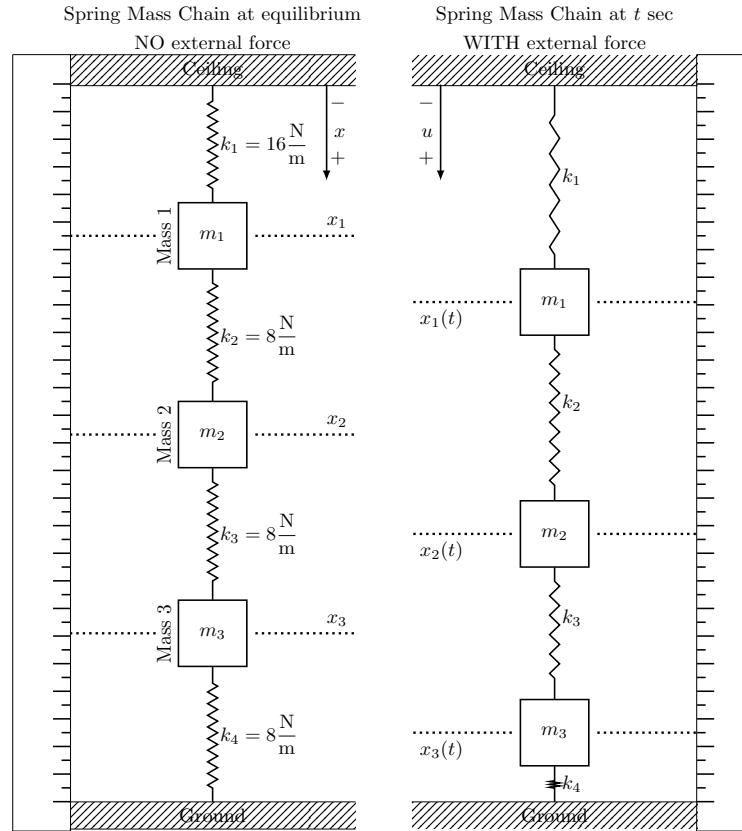 Spring Mass Chain at equilibrium
NO external force
Ceiling
−
x
+
k₁ = 16 N/m
Mass 1
m₁
x₁
k₂ = 8 N/m
Mass 2
m₂
x₂
k₃ = 8 N/m
Mass 3
m₃
x₃
k₄ = 8 N/m
Ground
Spring Mass Chain at t sec
WITH external force
Ceiling
−
u
+
k₁
m₁
x₁(t)
k₂
m₂
x₂(t)
k₃
m₃
x₃(t)
k₄
Ground